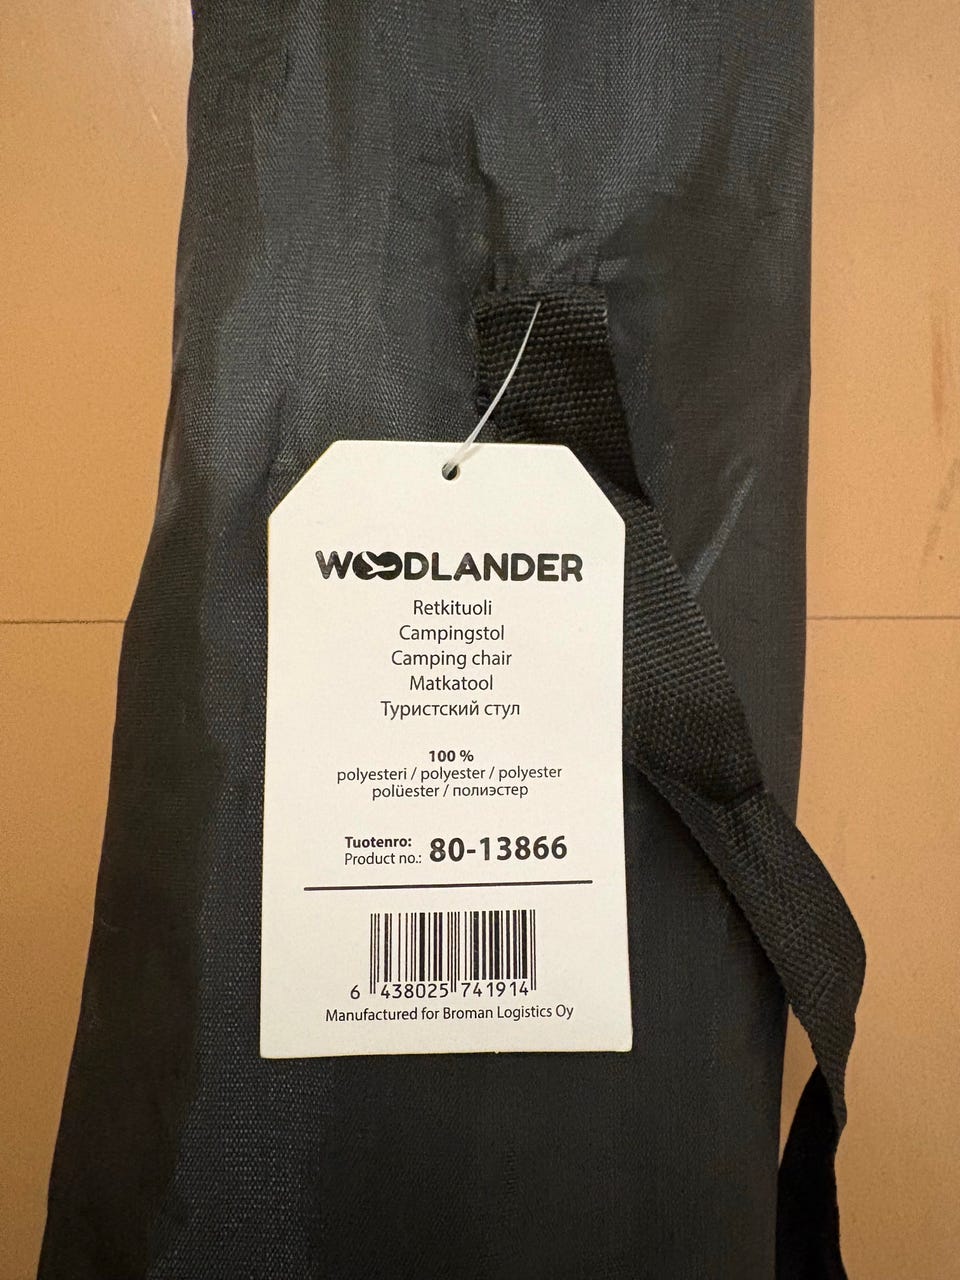 WOODLANDER
Retkituoli
Campingstol
Camping chair
Matkatool
Туристский стул
100 %
polyesteri / polyester / polyester
polüester / полиэстер
Tuotenro:
Product no.: 80-13866
6 438025 741914
Manufactured for Broman Logistics Oy